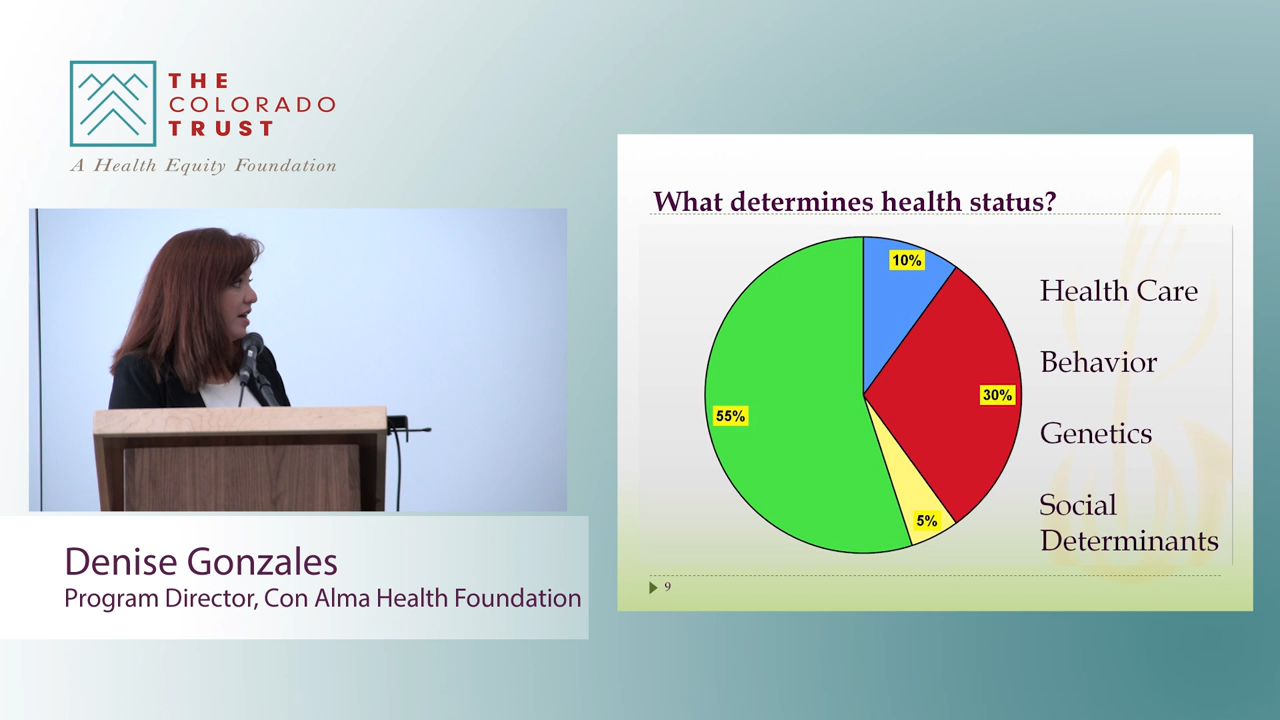 THE
COLORADO
TRUST
A Health Equity Foundation
Denise Gonzales
Program Director, Con Alma Health Foundation
What determines health status?
10%
30%
5%
55%
Health Care
Behavior
Genetics
Social
Determinants
9